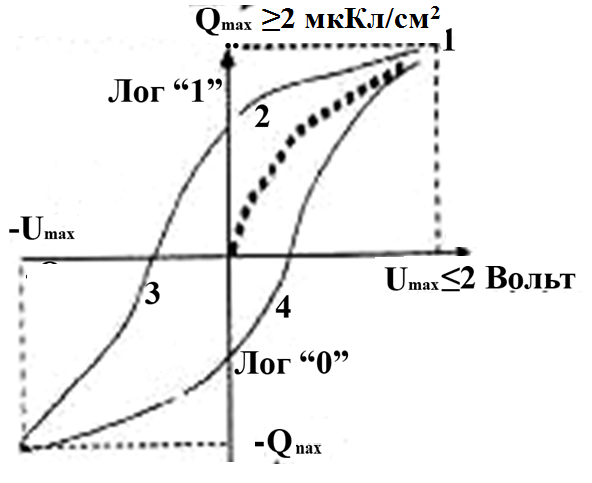 Qmax ≥2 мкКл/см²
1
Лог “1”
2
-Umax
Umax≤2 Вольт
3
4
Лог “0”
-Qnax